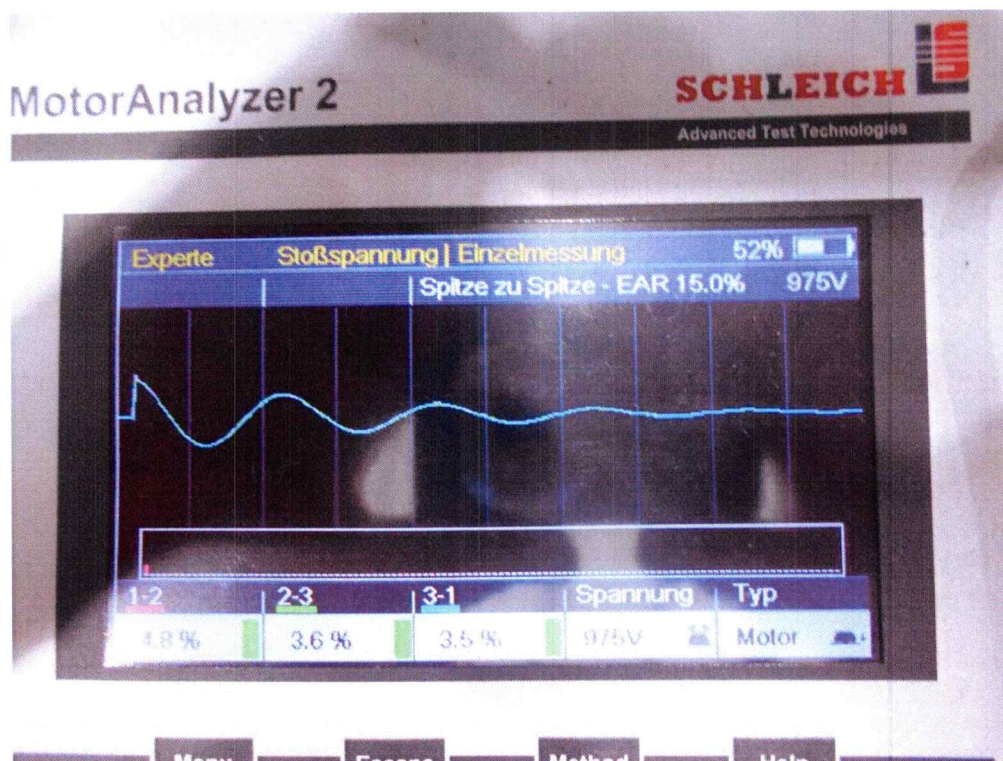 MotorAnalyzer 2
SCHLEICH
Advanced Test Technologies
Experte Stoßspannung | Einzelmessung 52%
Spitze zu Spitze - EAR 15.0% 975V
1-2 2-3 3-1 Spannung Typ
4.8 % 3.6 % 3.5 % 975V Motor
Menu Escape Method Help